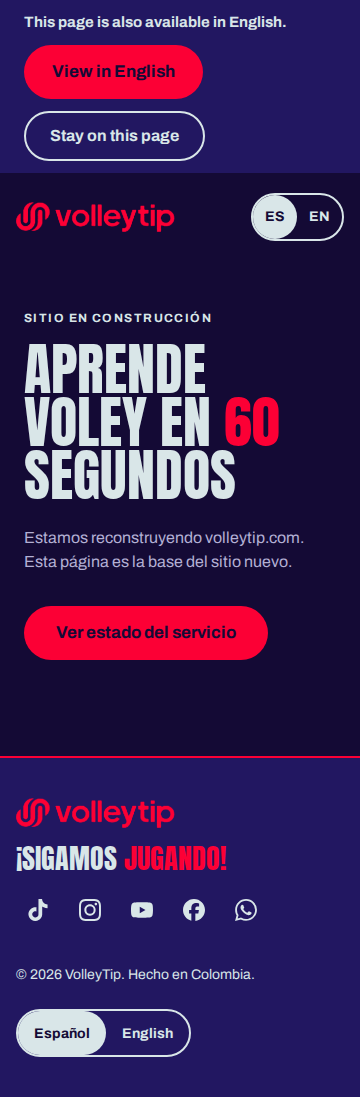 This page is also available in English.
View in English
Stay on this page
volleytip
ES EN
SITIO EN CONSTRUCCIÓN
APRENDE
VOLEY EN 60
SEGUNDOS
Estamos reconstruyendo volleytip.com.
Esta página es la base del sitio nuevo.
Ver estado del servicio
volleytip
¡SIGAMOS JUGANDO!
© 2026 VolleyTip. Hecho en Colombia.
Español English